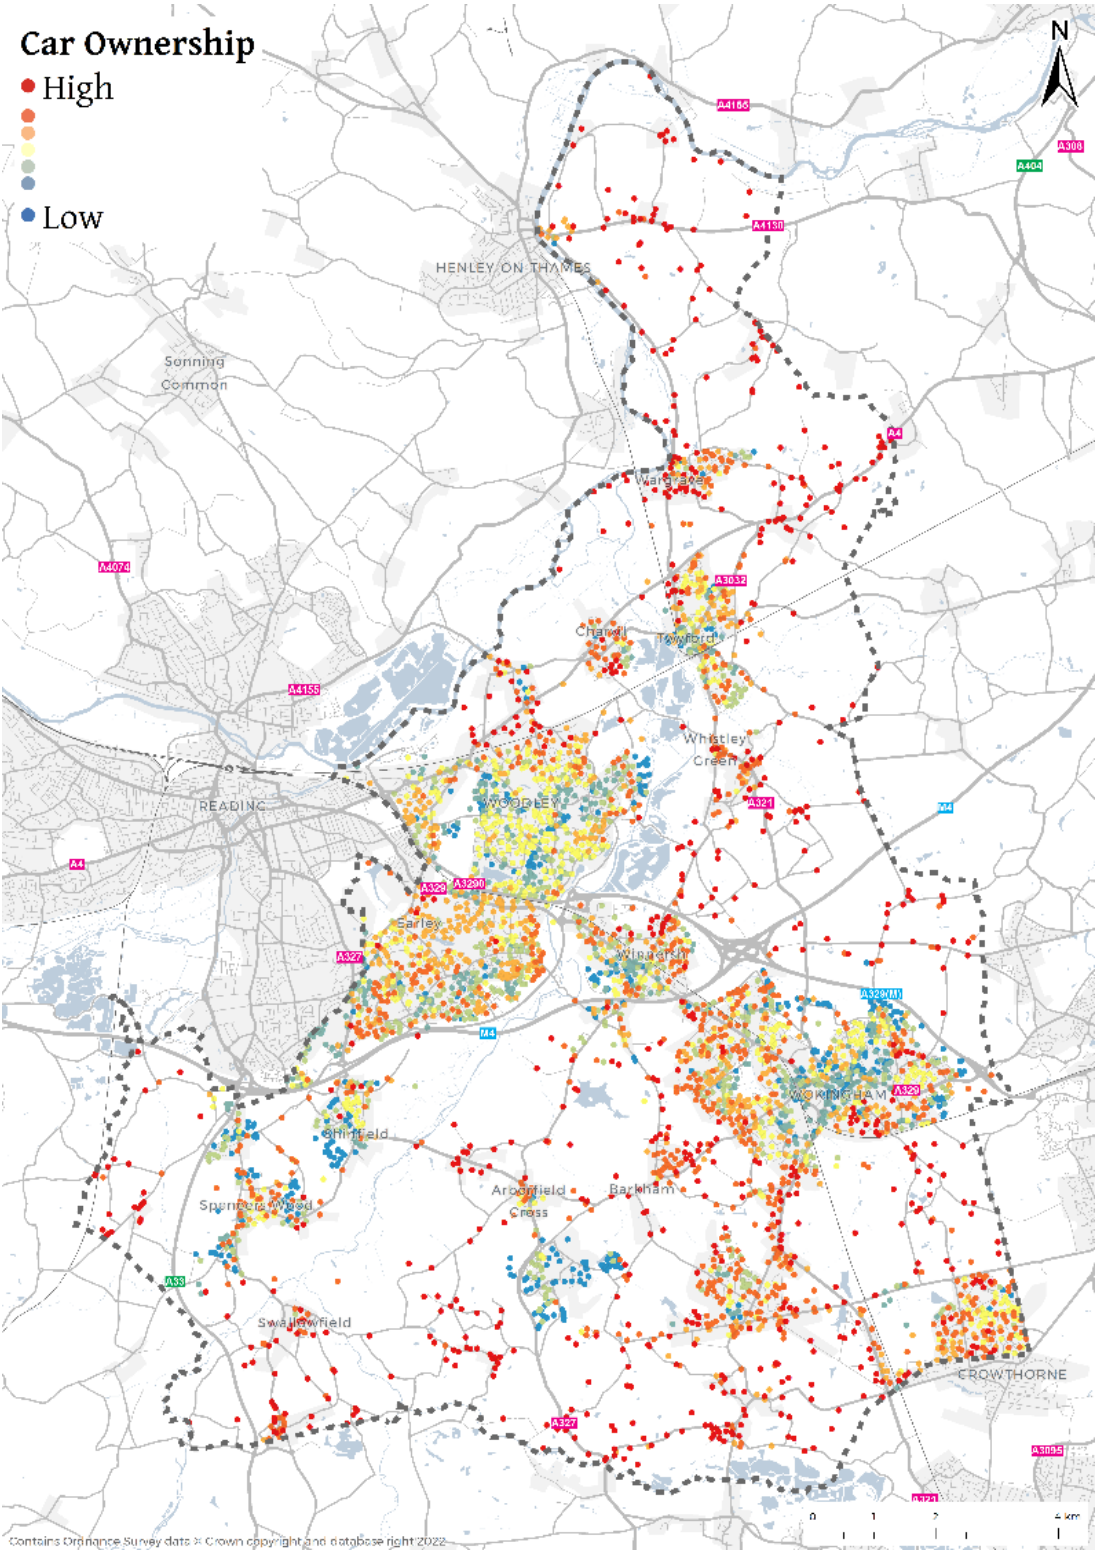 Car Ownership
High
Low
N
A4155
A308
A404
A4130
HENLEY ON THAMES
Sonning
Common
A4
Wargrave
A4074
A3032
Charvil
Twyford
A4155
Whistley
Green
READING
WOODLEY
A321
M4
A4
A329
A3290
Earley
A327
Winnersh
A329(M)
M4
WOKINGHAM
A329
Shinfield
Arborfield
Cross
Barkham
Spencers Wood
A33
Swallowfield
CROWTHORNE
A327
A3095
A321
0 1 2 4 km
Contains Ordnance Survey data © Crown copyright and database right 2022